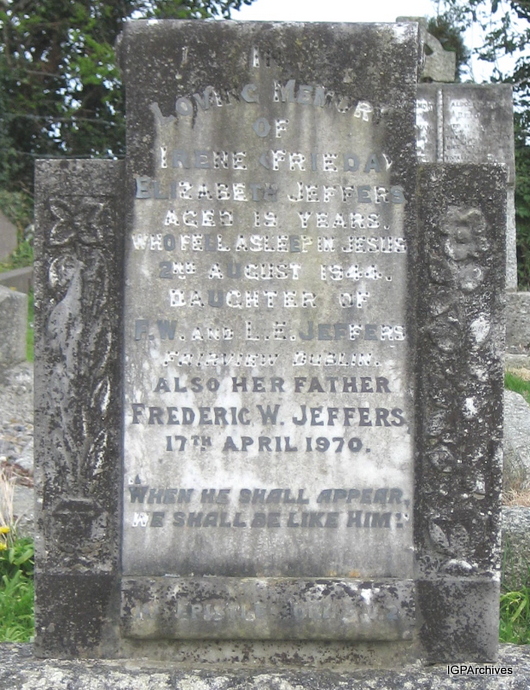 In
Loving Memory
of
Irene (Frieda)
Elizabeth Jeffers
aged 19 years,
who fell asleep in Jesus
2nd August 1944.
Daughter of
F.W. and L.E. Jeffers
Fairview Dublin.
Also her father
Frederic W. Jeffers
17th April 1970.
When He shall appear,
we shall be like Him.
Epistle John
IGPArchives